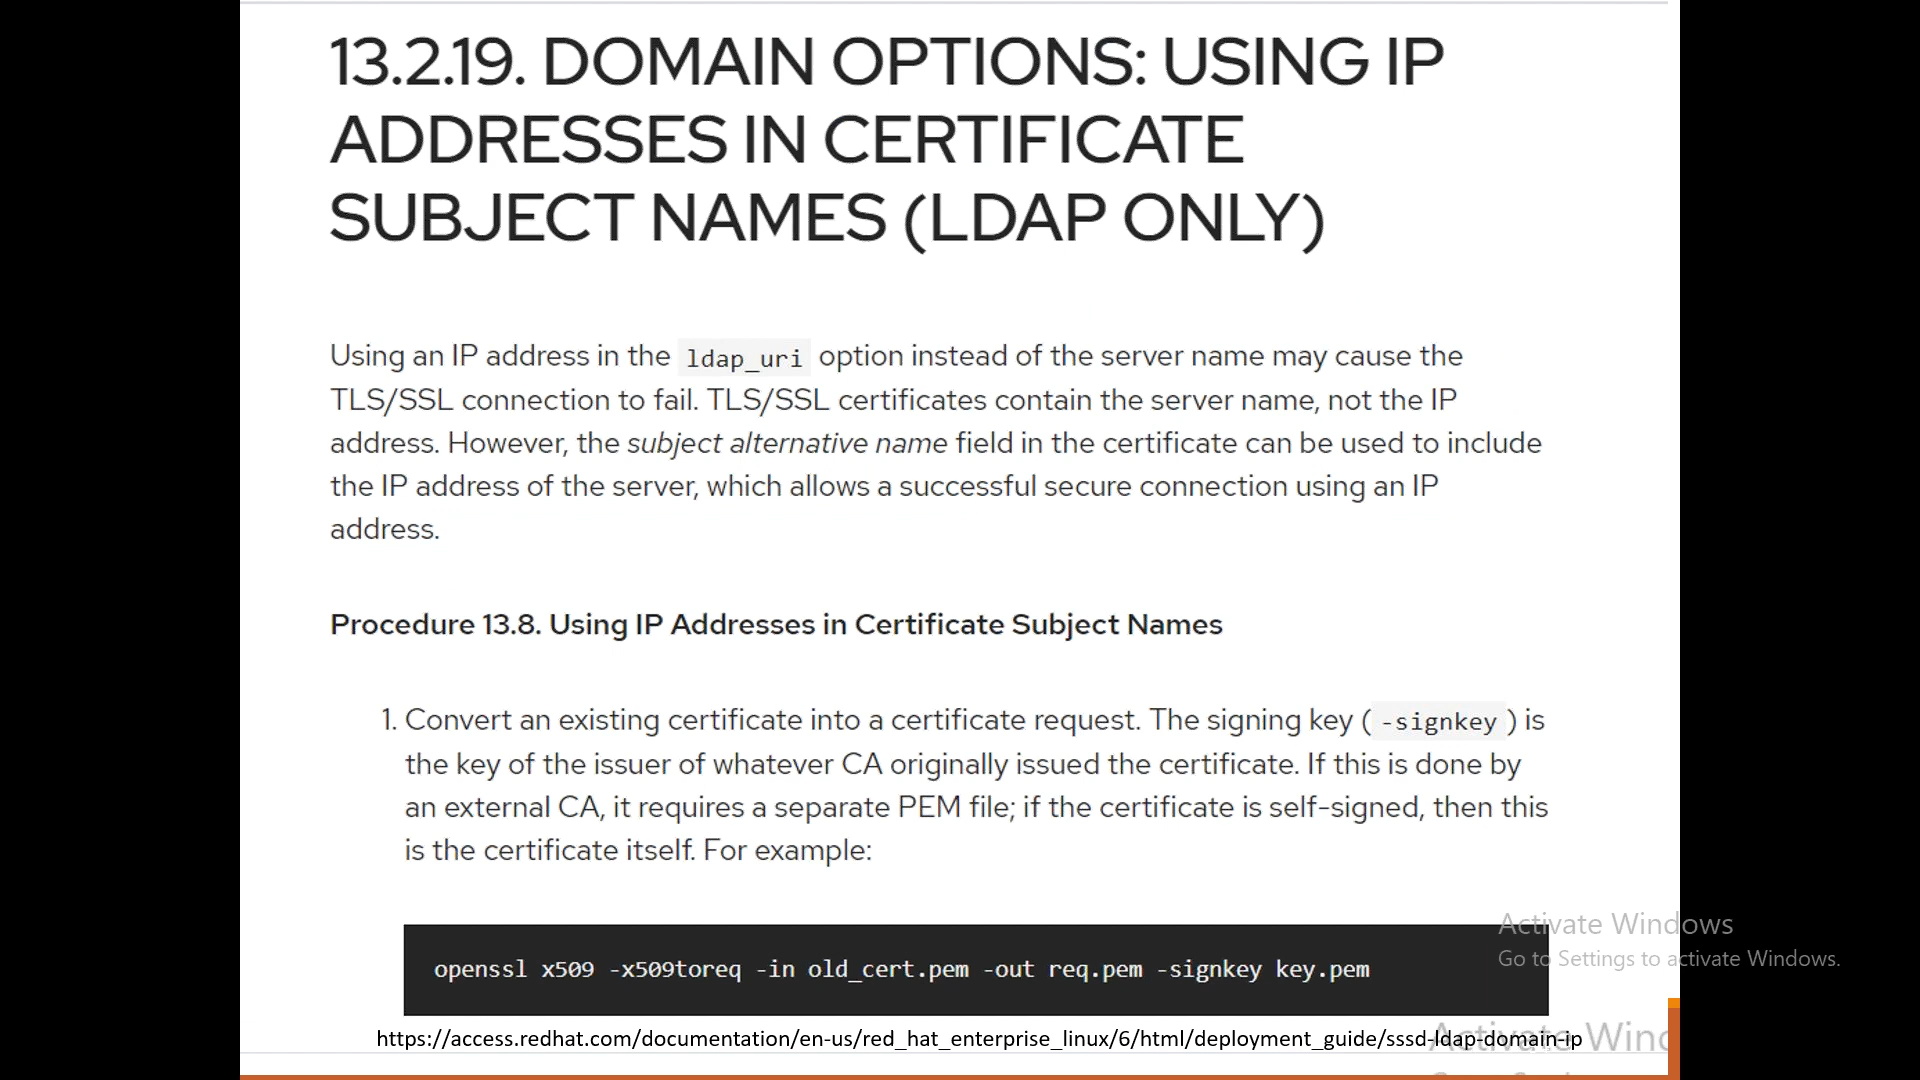 13.2.19. DOMAIN OPTIONS: USING IP
ADDRESSES IN CERTIFICATE
SUBJECT NAMES (LDAP ONLY)
Using an IP address in the ldap_uri option instead of the server name may cause the
TLS/SSL connection to fail. TLS/SSL certificates contain the server name, not the IP
address. However, the subject alternative name field in the certificate can be used to include
the IP address of the server, which allows a successful secure connection using an IP
address.
Procedure 13.8. Using IP Addresses in Certificate Subject Names
1. Convert an existing certificate into a certificate request. The signing key ( -signkey ) is
the key of the issuer of whatever CA originally issued the certificate. If this is done by
an external CA, it requires a separate PEM file; if the certificate is self-signed, then this
is the certificate itself. For example:
Activate Windows
Go to Settings to activate Windows.
openssl x509 -x509toreq -in old_cert.pem -out req.pem -signkey key.pem
https://access.redhat.com/documentation/en-us/red_hat_enterprise_linux/6/html/deployment_guide/sssd-ldap-domain-ip
Activate Wind